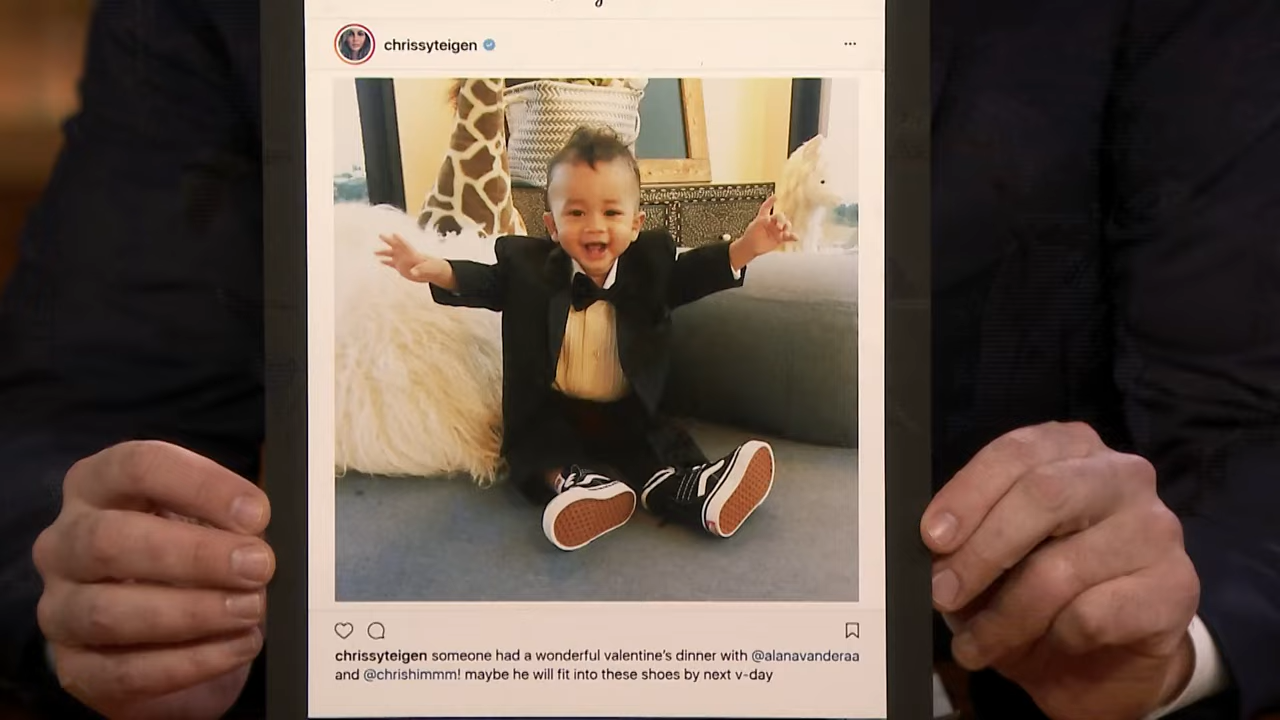 chrissyteigen
chrissyteigen someone had a wonderful valentine's dinner with @alanavanderaa
and @chrishimmm! maybe he will fit into these shoes by next v-day